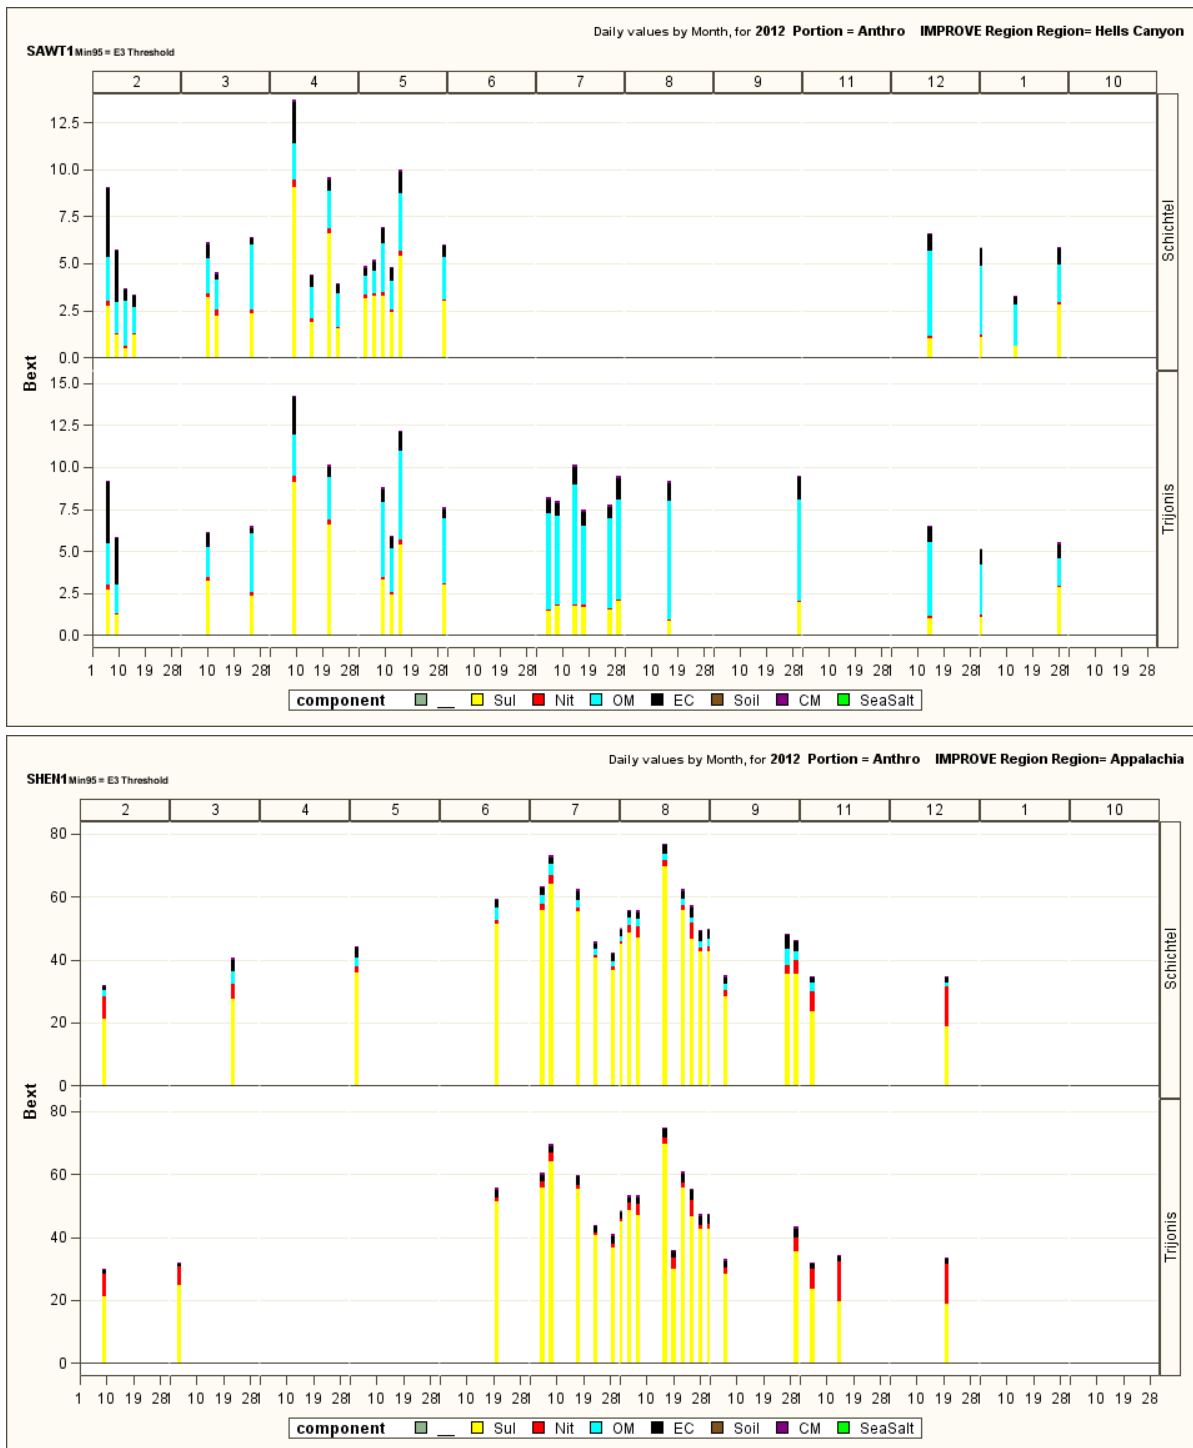 Daily values by Month, for 2012 Portion = Anthro IMPROVE Region Region= Hells Canyon
SAWT1 Min95 = E3 Threshold
2 3 4 5 6 7 8 9 11 12 1 10
12.5
10.0
7.5
5.0
2.5
0.0
Schichtel
Bext
15.0
12.5
10.0
7.5
5.0
2.5
0.0
Trijonis
1 10 19 28 10 19 28 10 19 28 10 19 28 10 19 28 10 19 28 10 19 28 10 19 28 10 19 28 10 19 28 10 19 28 10 19 28
component __ Sul Nit OM EC Soil CM SeaSalt
Daily values by Month, for 2012 Portion = Anthro IMPROVE Region Region= Appalachia
SHEN1 Min95 = E3 Threshold
2 3 4 5 6 7 8 9 11 12 1 10
80
60
40
20
0
Schichtel
Bext
80
60
40
20
0
Trijonis
1 10 19 28 10 19 28 10 19 28 10 19 28 10 19 28 10 19 28 10 19 28 10 19 28 10 19 28 10 19 28 10 19 28 10 19 28
component __ Sul Nit OM EC Soil CM SeaSalt